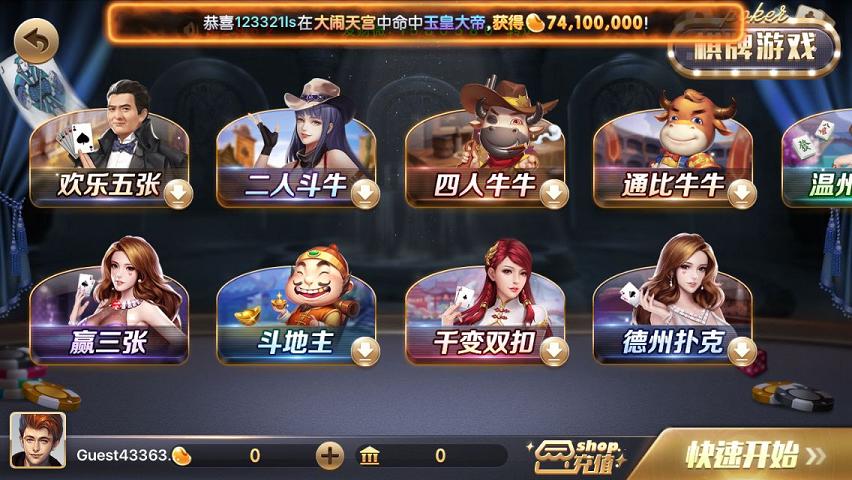 恭喜123321ls在大闹天宫中命中玉皇大帝,获得74,100,000!
poker
棋牌游戏
欢乐五张
二人斗牛
四人牛牛
通比牛牛
温州
赢三张
斗地主
千变双扣
德州扑克
Guest43363.
0
0
shop
充值
快速开始